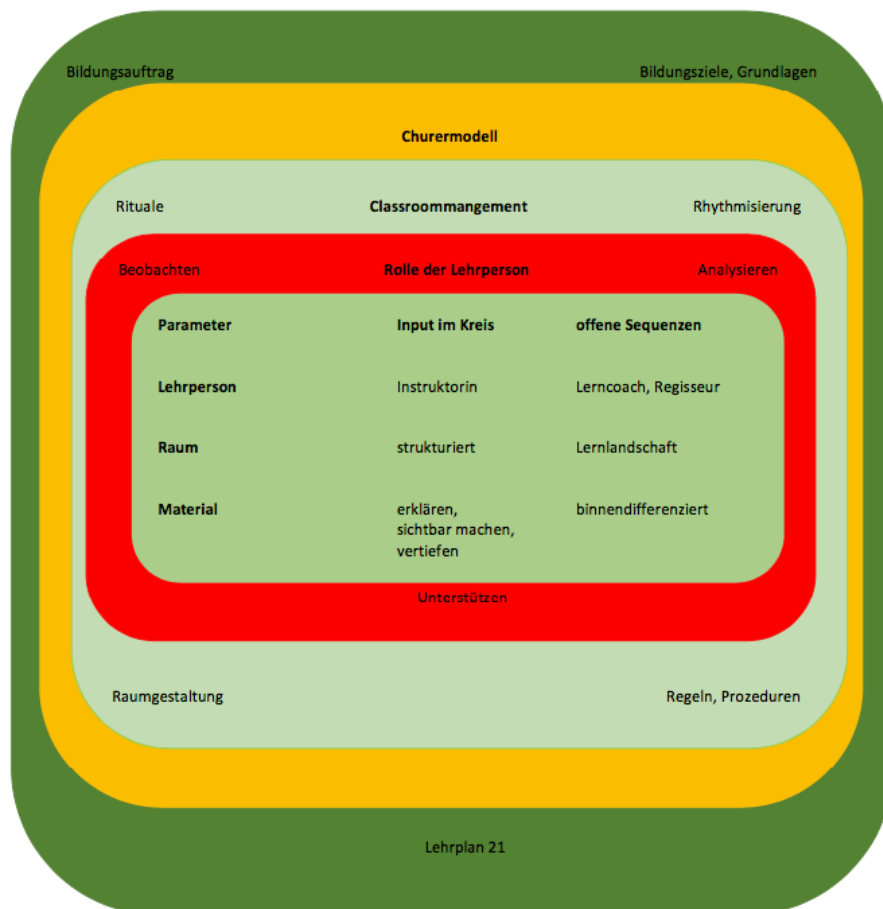 Bildungsauftrag Bildungsziele, Grundlagen
Churermodell
Rituale Classroommangement Rhythmisierung
Beobachten Rolle der Lehrperson Analysieren
Parameter Input im Kreis offene Sequenzen
Lehrperson Instruktorin Lerncoach, Regisseur
Raum strukturiert Lernlandschaft
Material erklären, binnendifferenziert
sichtbar machen,
vertiefen
Unterstützen
Raumgestaltung Regeln, Prozeduren
Lehrplan 21